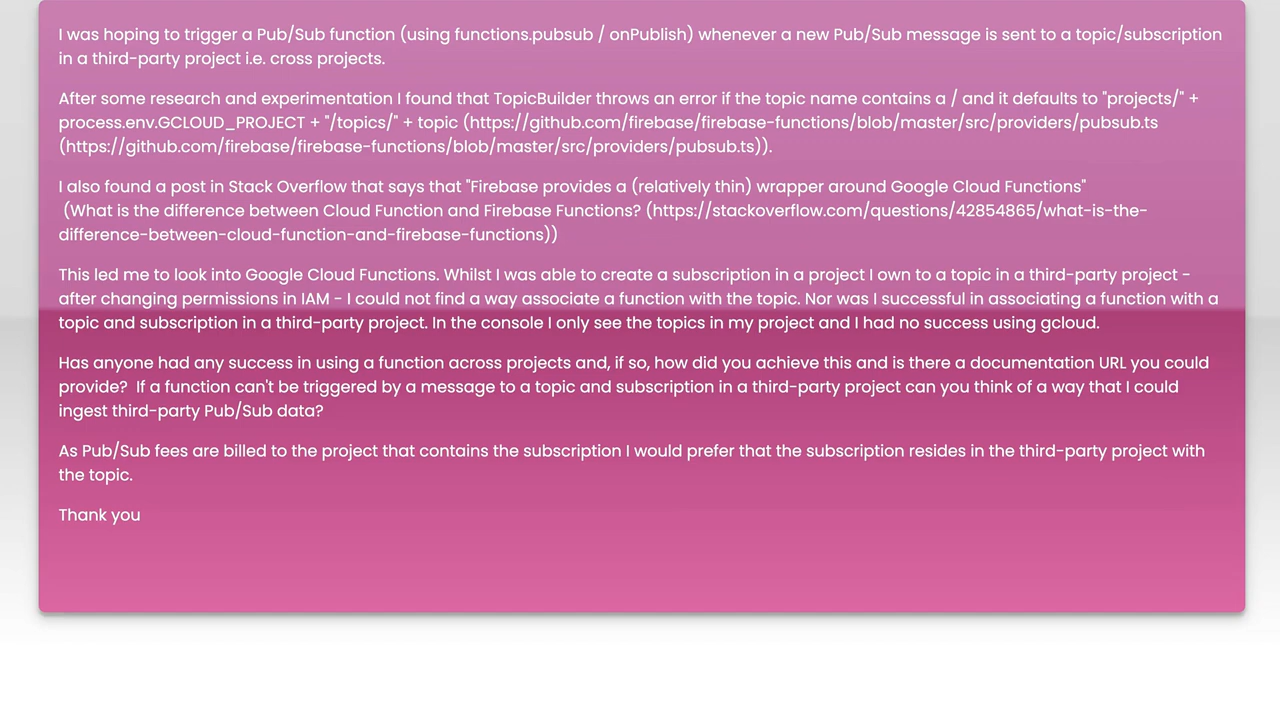 I was hoping to trigger a Pub/Sub function (using functions.pubsub / onPublish) whenever a new Pub/Sub message is sent to a topic/subscription
in a third-party project i.e. cross projects.
After some research and experimentation I found that TopicBuilder throws an error if the topic name contains a / and it defaults to "projects/" +
process.env.GCLOUD_PROJECT + "/topics/" + topic (https://github.com/firebase/firebase-functions/blob/master/src/providers/pubsub.ts
(https://github.com/firebase/firebase-functions/blob/master/src/providers/pubsub.ts)).
I also found a post in Stack Overflow that says that "Firebase provides a (relatively thin) wrapper around Google Cloud Functions"
(What is the difference between Cloud Function and Firebase Functions? (https://stackoverflow.com/questions/42854865/what-is-the-
difference-between-cloud-function-and-firebase-functions))
This led me to look into Google Cloud Functions. Whilst I was able to create a subscription in a project I own to a topic in a third-party project -
after changing permissions in IAM - I could not find a way associate a function with the topic. Nor was I successful in associating a function with a
topic and subscription in a third-party project. In the console I only see the topics in my project and I had no success using gcloud.
Has anyone had any success in using a function across projects and, if so, how did you achieve this and is there a documentation URL you could
provide?  If a function can't be triggered by a message to a topic and subscription in a third-party project can you think of a way that I could
ingest third-party Pub/Sub data?
As Pub/Sub fees are billed to the project that contains the subscription I would prefer that the subscription resides in the third-party project with
the topic.
Thank you